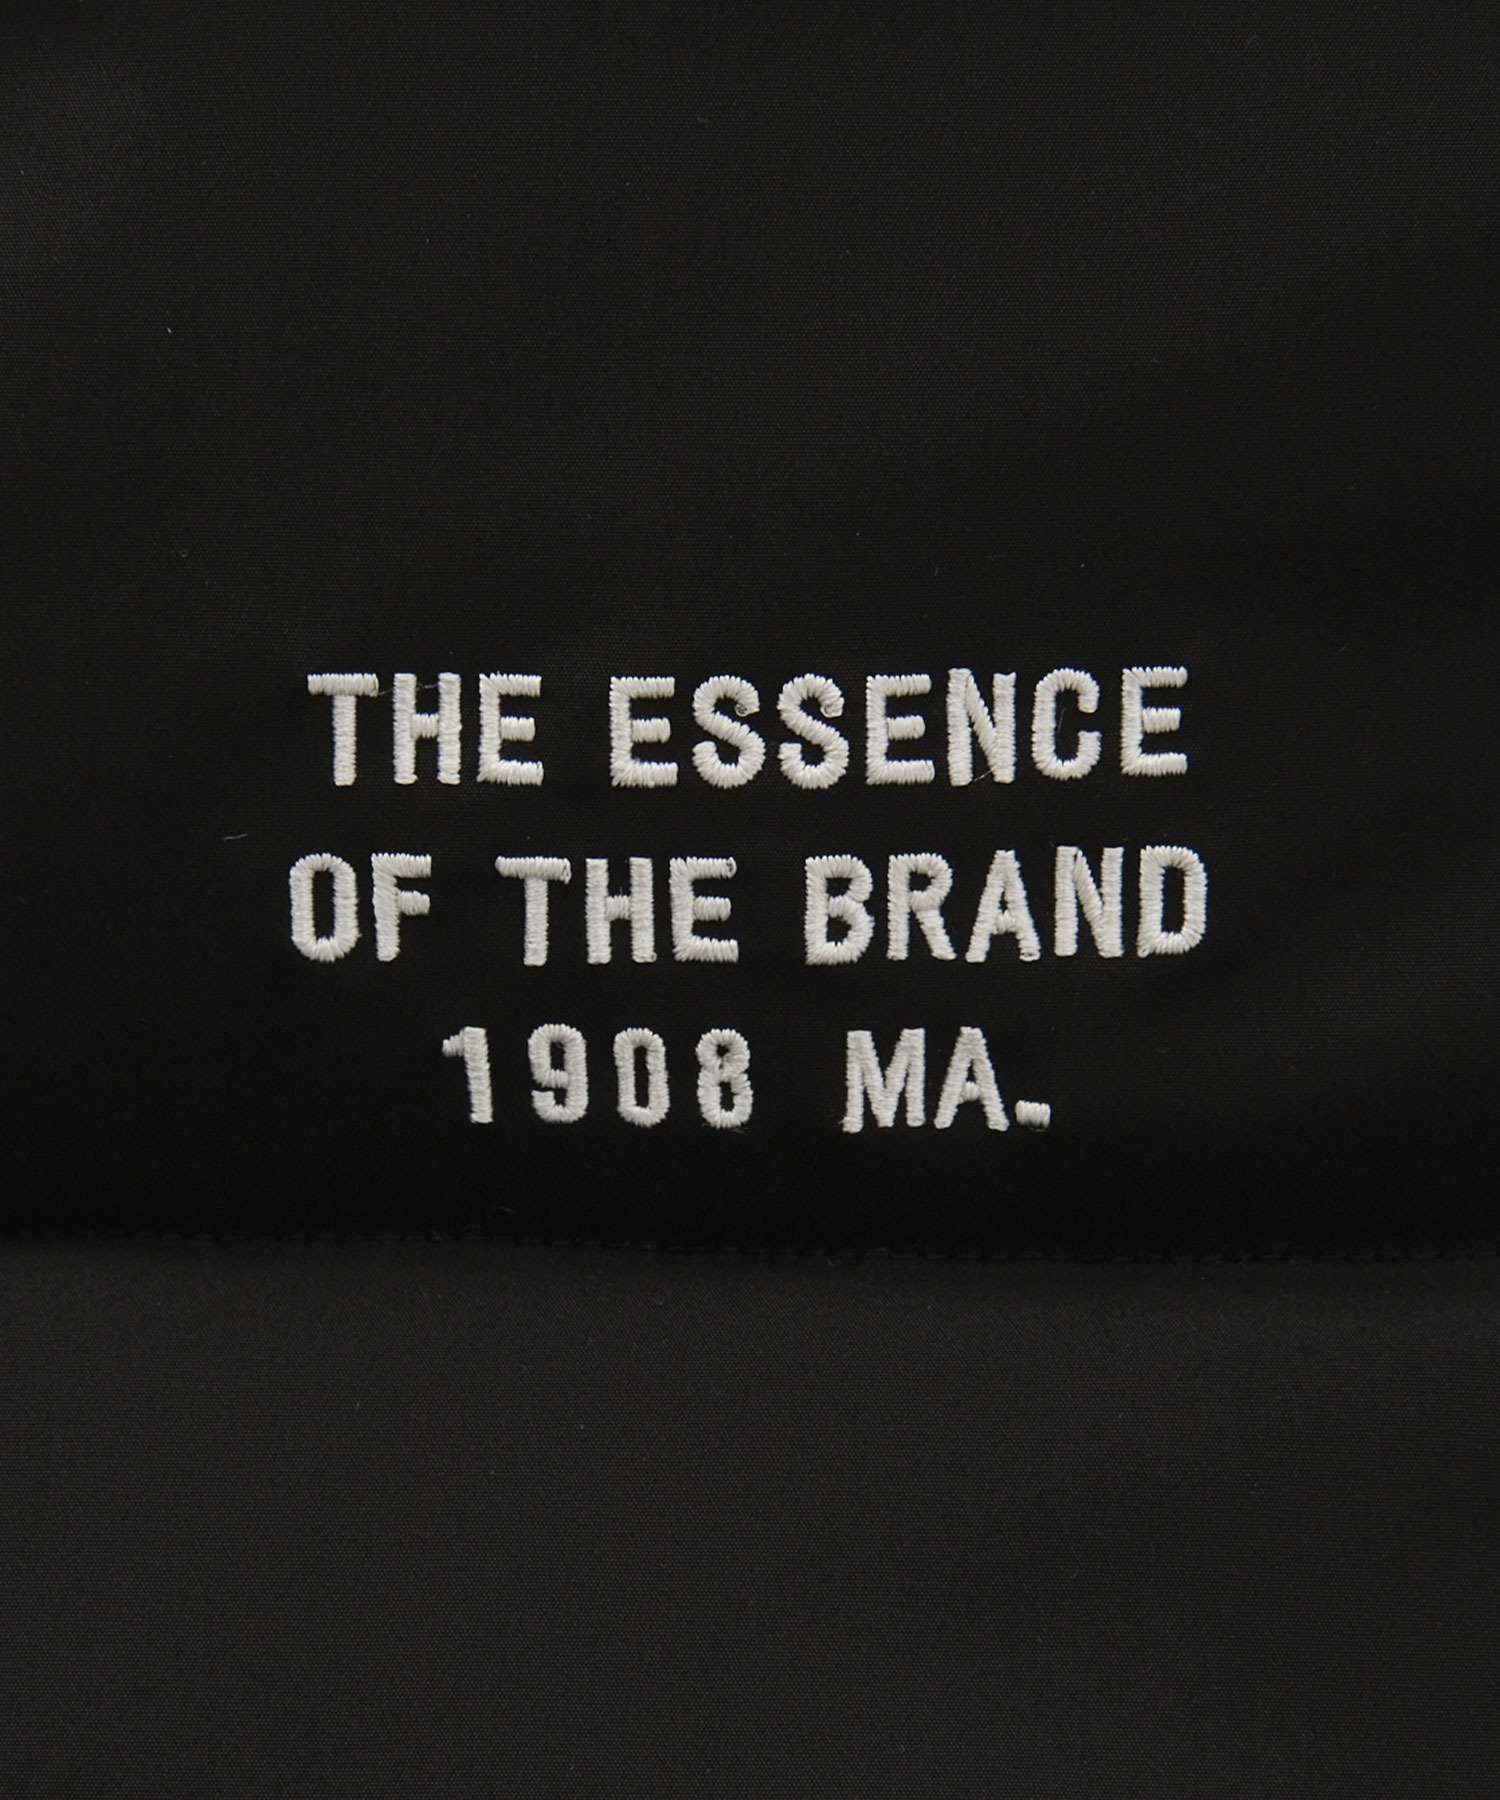 THE ESSENCE
OF THE BRAND
1908 MA.